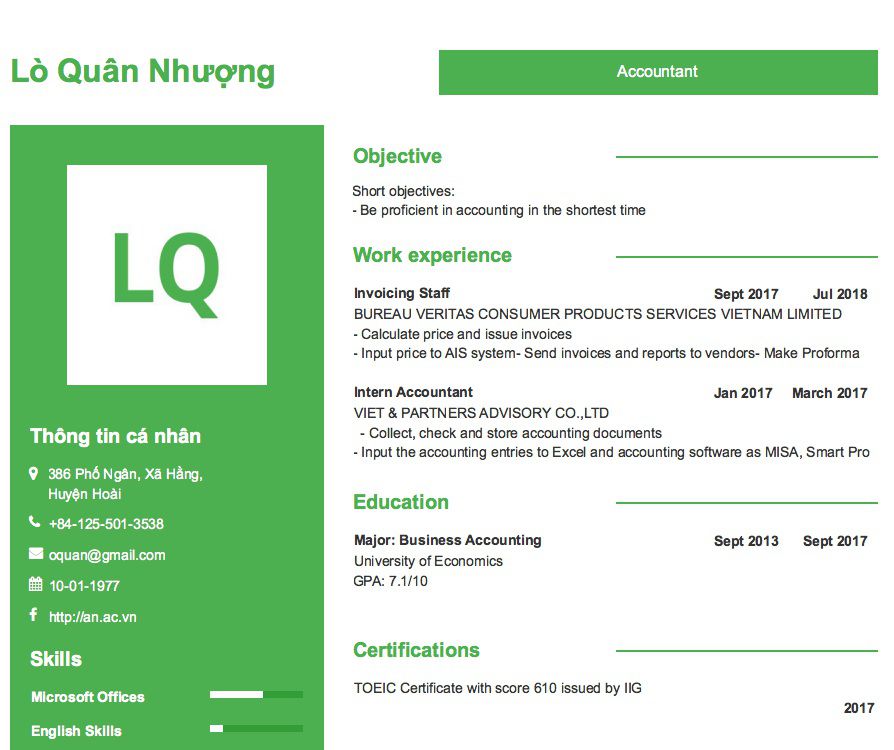 Lò Quân Nhượng
Accountant
LQ
Thông tin cá nhân
386 Phố Ngân, Xã Hằng,
Huyện Hoài
+84-125-501-3538
oquan@gmail.com
10-01-1977
http://an.ac.vn
Skills
Microsoft Offices
English Skills
Objective
Short objectives:
- Be proficient in accounting in the shortest time
Work experience
Invoicing Staff Sept 2017 Jul 2018
BUREAU VERITAS CONSUMER PRODUCTS SERVICES VIETNAM LIMITED
- Calculate price and issue invoices
- Input price to AIS system- Send invoices and reports to vendors- Make Proforma
Intern Accountant Jan 2017 March 2017
VIET & PARTNERS ADVISORY CO.,LTD
- Collect, check and store accounting documents
- Input the accounting entries to Excel and accounting software as MISA, Smart Pro
Education
Major: Business Accounting Sept 2013 Sept 2017
University of Economics
GPA: 7.1/10
Certifications
TOEIC Certificate with score 610 issued by IIG
2017